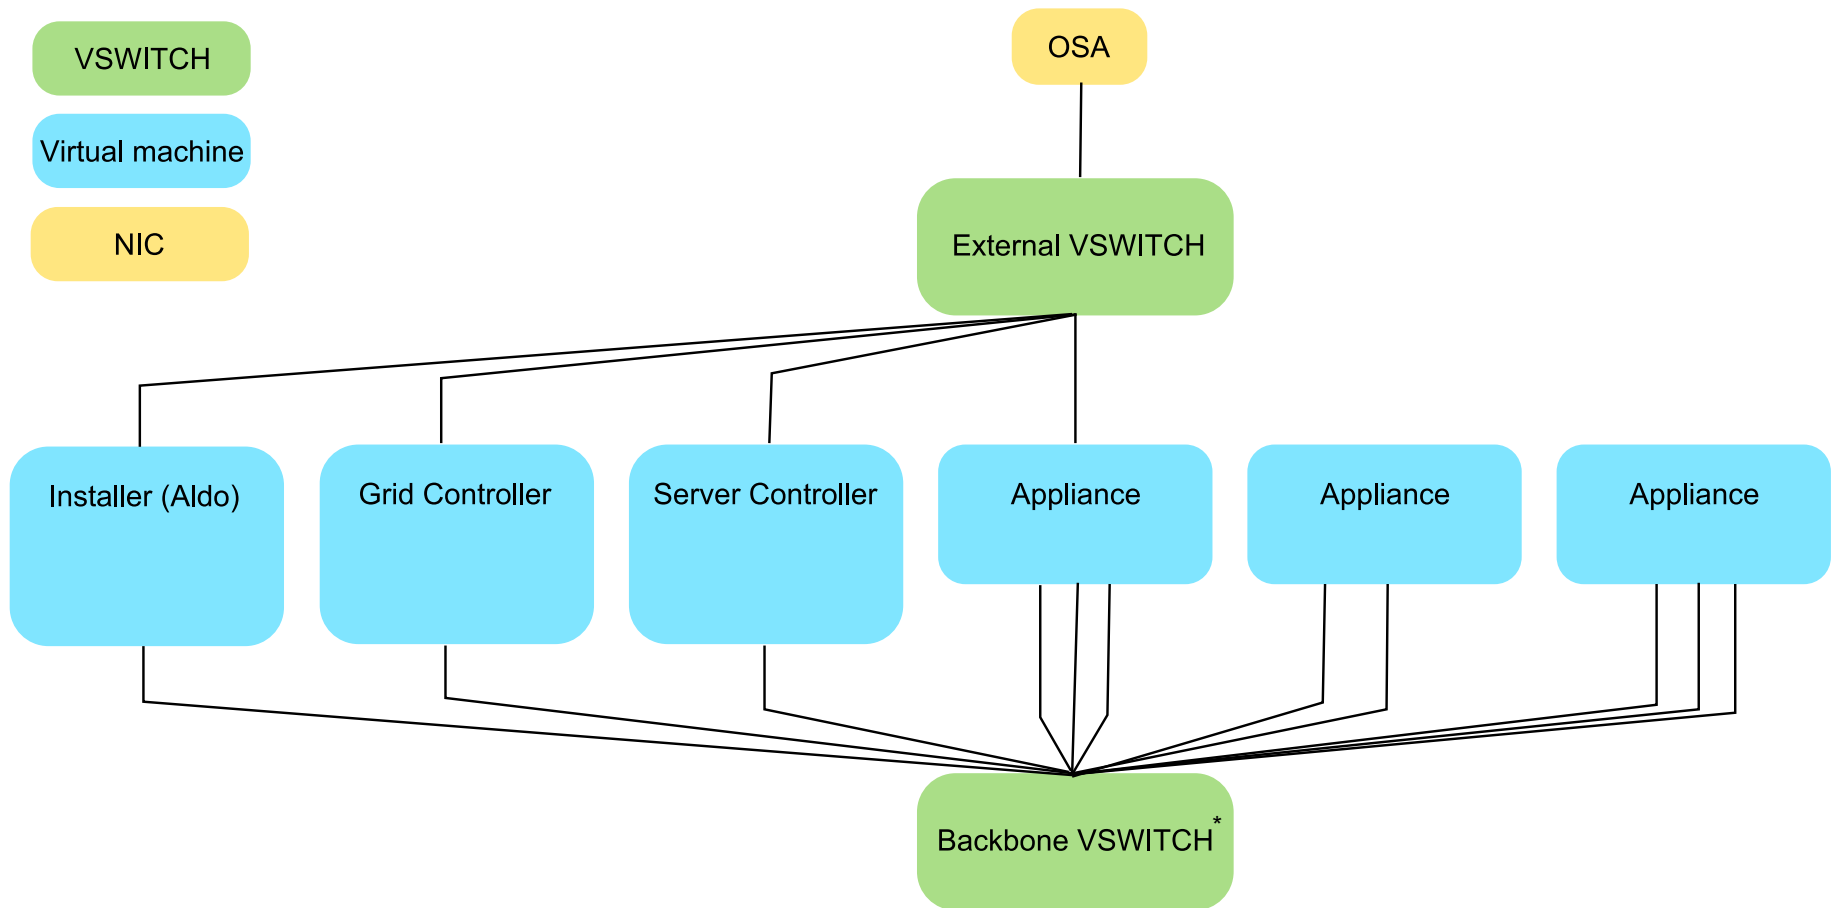 VSWITCH
Virtual machine
NIC
OSA
External VSWITCH
Installer (Aldo)
Grid Controller
Server Controller
Appliance
Appliance
Appliance
Backbone VSWITCH*